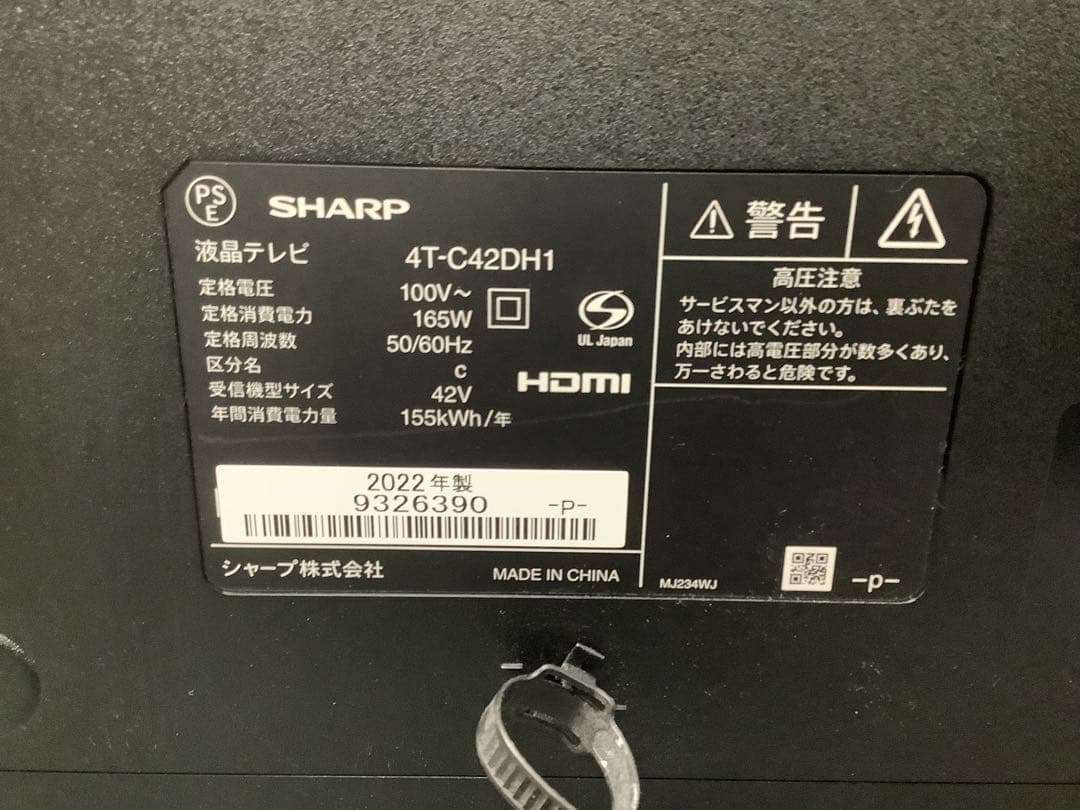 PS
E
SHARP
液晶テレビ 4T-C42DH1
定格電圧 100V～
定格消費電力 165W
定格周波数 50/60Hz
区分名 c
受信機型サイズ 42V
年間消費電力量 155kWh/年
UL Japan
HDMI
2022年製
9326390 -P-
シャープ株式会社 MADE IN CHINA
警告
高圧注意
サービスマン以外の方は、裏ぶたを
あけないでください。
内部には高電圧部分が数多くあり、
万一さわると危険です。
MJ234WJ -p-